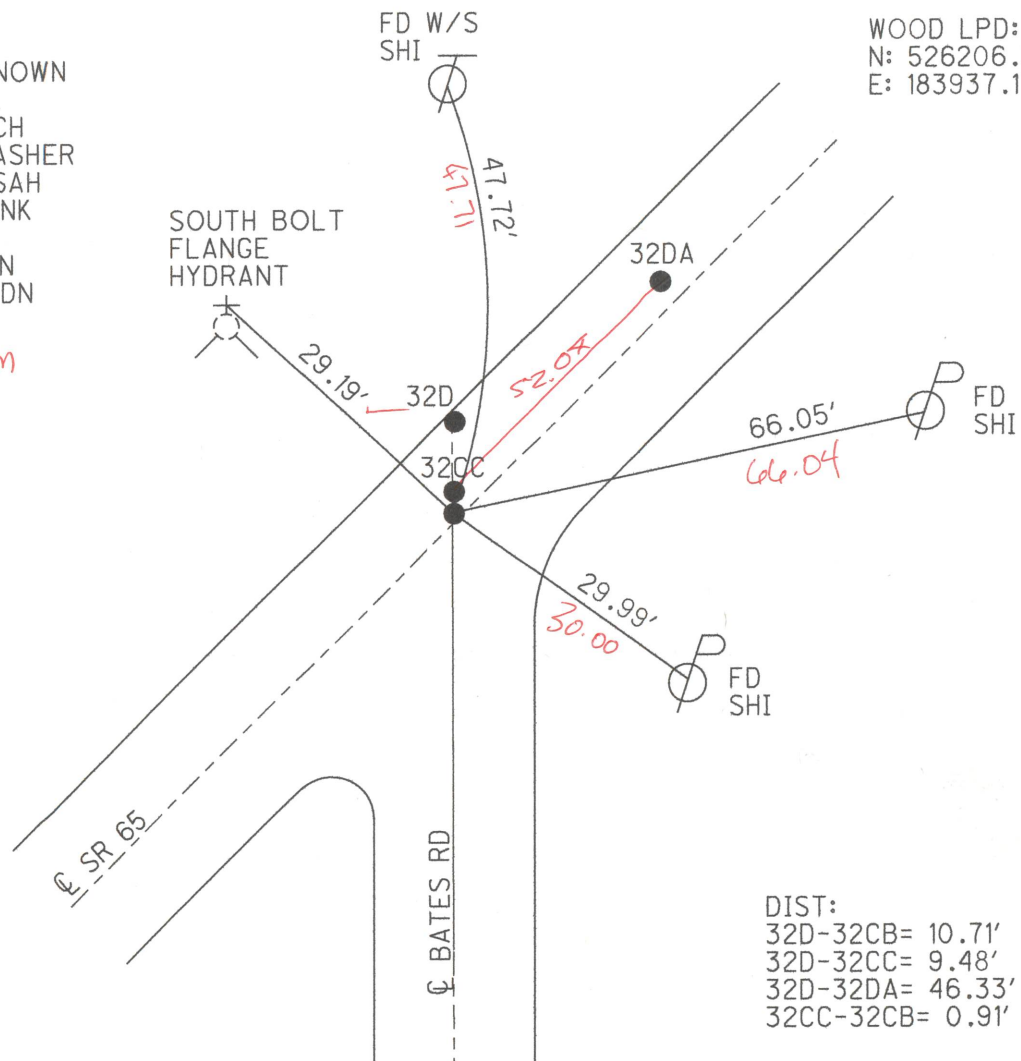 FD W/S
SHI
WOOD LPD:
N: 526206.
E: 183937.1
NOWN
CH
ASHER
SAH
NK
N
DN
m
SOUTH BOLT
FLANGE
HYDRANT
47.72'
47.71
32DA
52.08
29.19'
32D
32CC
66.05'
66.04
FD
SHI
29.99'
30.00
FD
SHI
℄ SR 65
℄ BATES RD
DIST:
32D-32CB= 10.71'
32D-32CC= 9.48'
32D-32DA= 46.33'
32CC-32CB= 0.91'